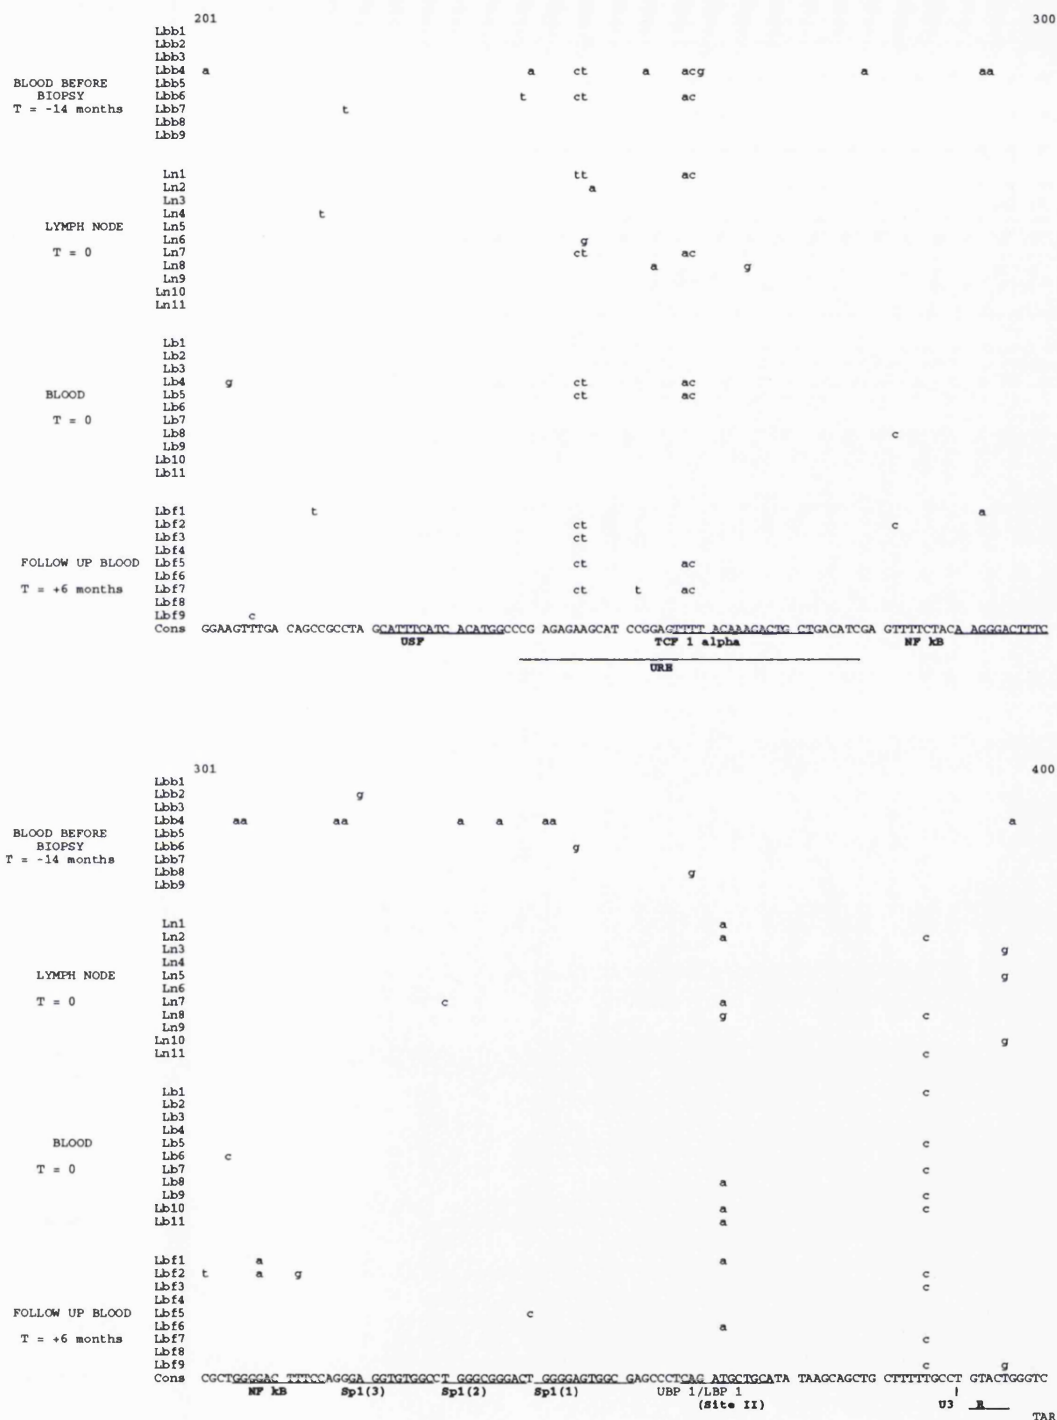 201 300
Lbb1
Lbb2
Lbb3
Lbb4 a a ct a acg a aa
BLOOD BEFORE Lbb5
BIOPSY Lbb6 t ct ac
T = -14 months Lbb7 t
Lbb8
Lbb9
Ln1 tt ac
Ln2 a
Ln3
Ln4 t
LYMPH NODE Ln5
Ln6 g
T = 0 Ln7 ct ac
Ln8 a g
Ln9
Ln10
Ln11
Lb1
Lb2
Lb3
Lb4 g ct ac
BLOOD Lb5 ct ac
Lb6
T = 0 Lb7
Lb8 c
Lb9
Lb10
Lb11
Lbf1 t a
Lbf2 ct c
Lbf3 ct
Lbf4
FOLLOW UP BLOOD Lbf5 ct ac
Lbf6
T = +6 months Lbf7 ct t ac
Lbf8
Lbf9 c
Cons GGAAGTTTGA CAGCCGCCTA GCATTTCATC ACATGGCCCG AGAGAAGCAT CCGGAGTTTT ACAAAGACTGC TGACATCGA GTTTTCTACA AGGGACTTTC
USF TCF 1 alpha NF kB
URE
301 400
Lbb1
Lbb2 g
Lbb3
Lbb4 aa aa a a aa a
BLOOD BEFORE Lbb5
BIOPSY Lbb6 g
T = -14 months Lbb7
Lbb8 g
Lbb9
Ln1 a
Ln2 a c
Ln3 g
Ln4
LYMPH NODE Ln5 g
Ln6
T = 0 Ln7 c a
Ln8 g c
Ln9
Ln10 g
Ln11 c
Lb1 c
Lb2
Lb3
Lb4
BLOOD Lb5 c
Lb6 c
T = 0 Lb7 c
Lb8 a
Lb9 c
Lb10 a c
Lb11 a
Lbf1 a a
Lbf2 t a g c
Lbf3 c
Lbf4
FOLLOW UP BLOOD Lbf5 c
Lbf6 a
T = +6 months Lbf7 c
Lbf8
Lbf9 c g
Cons CGCTGGGGAC TTTCCAGGGA GGTGTGGCCT GGGCGGGACT GGGGAGTGGC GAGCCCTCAG ATGCTGCATA TAAGCAGCTG CTTTTTGCCT GTACTGGGTC
NF kB Sp1(3) Sp1(2) Sp1(1) UBP 1/LBP 1 |
(Site II) U3 R
TAR